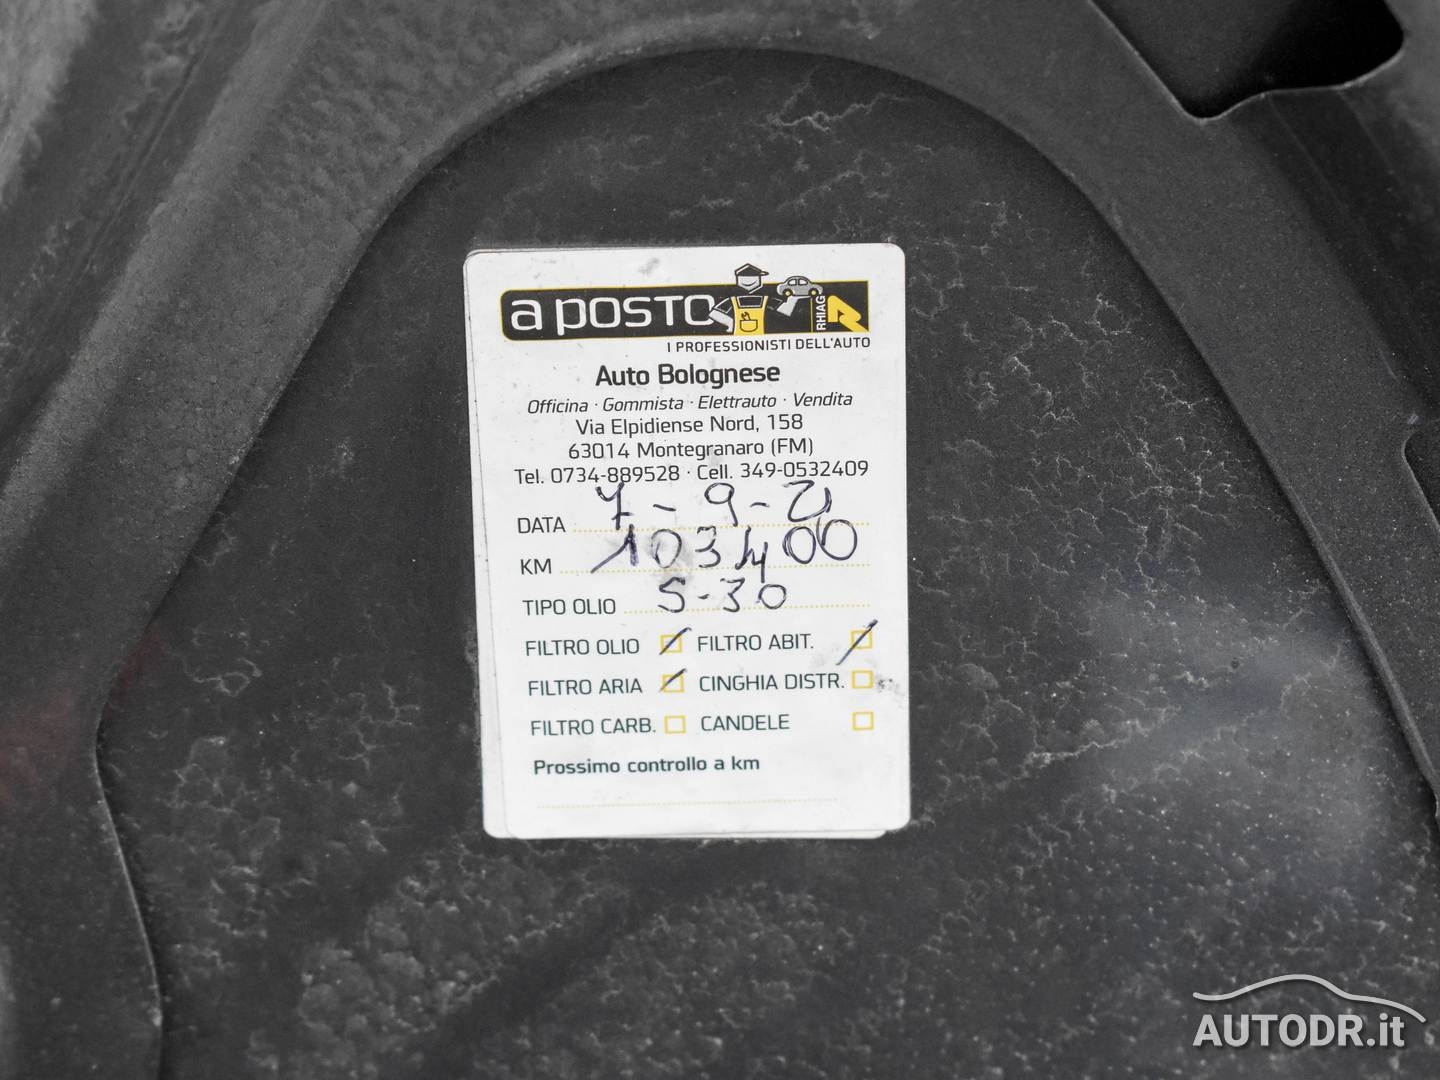 a posto RHIAG
I PROFESSIONISTI DELL'AUTO
Auto Bolognese
Officina · Gommista · Elettrauto · Vendita
Via Elpidiense Nord, 158
63014 Montegranaro (FM)
Tel. 0734-889528 · Cell. 349-0532409
DATA 7-9-21
KM 103400
TIPO OLIO 5-30
FILTRO OLIO FILTRO ABIT.
FILTRO ARIA CINGHIA DISTR.
FILTRO CARB. CANDELE
Prossimo controllo a km
AUTODR.it